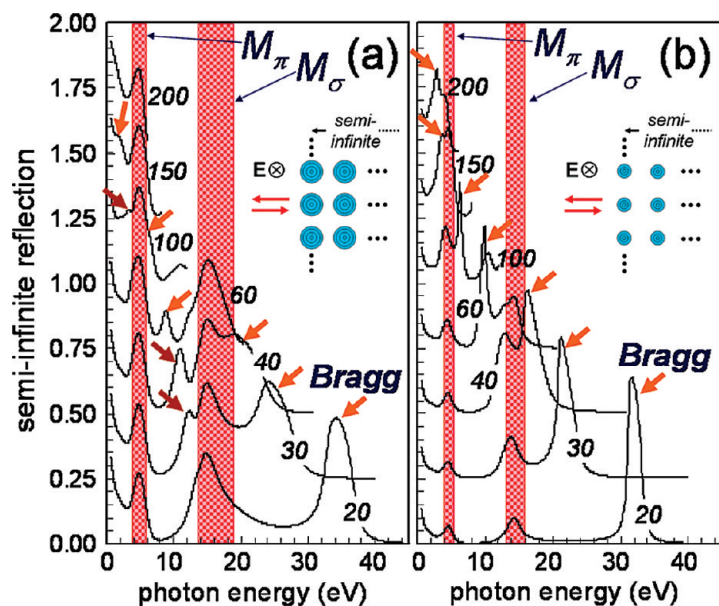 semi-infinite reflection
2.00
1.75
1.50
1.25
1.00
0.75
0.50
0.25
0.00
Mπ
(a)
Mσ
200
150
100
60
40
30
20
semi-
infinite
E⊗
Bragg
0 10 20 30 40
photon energy (eV)
Mπ
(b)
Mσ
200
150
100
60
40
30
20
semi-
infinite
E⊗
Bragg
0 10 20 30 40
photon energy (eV)